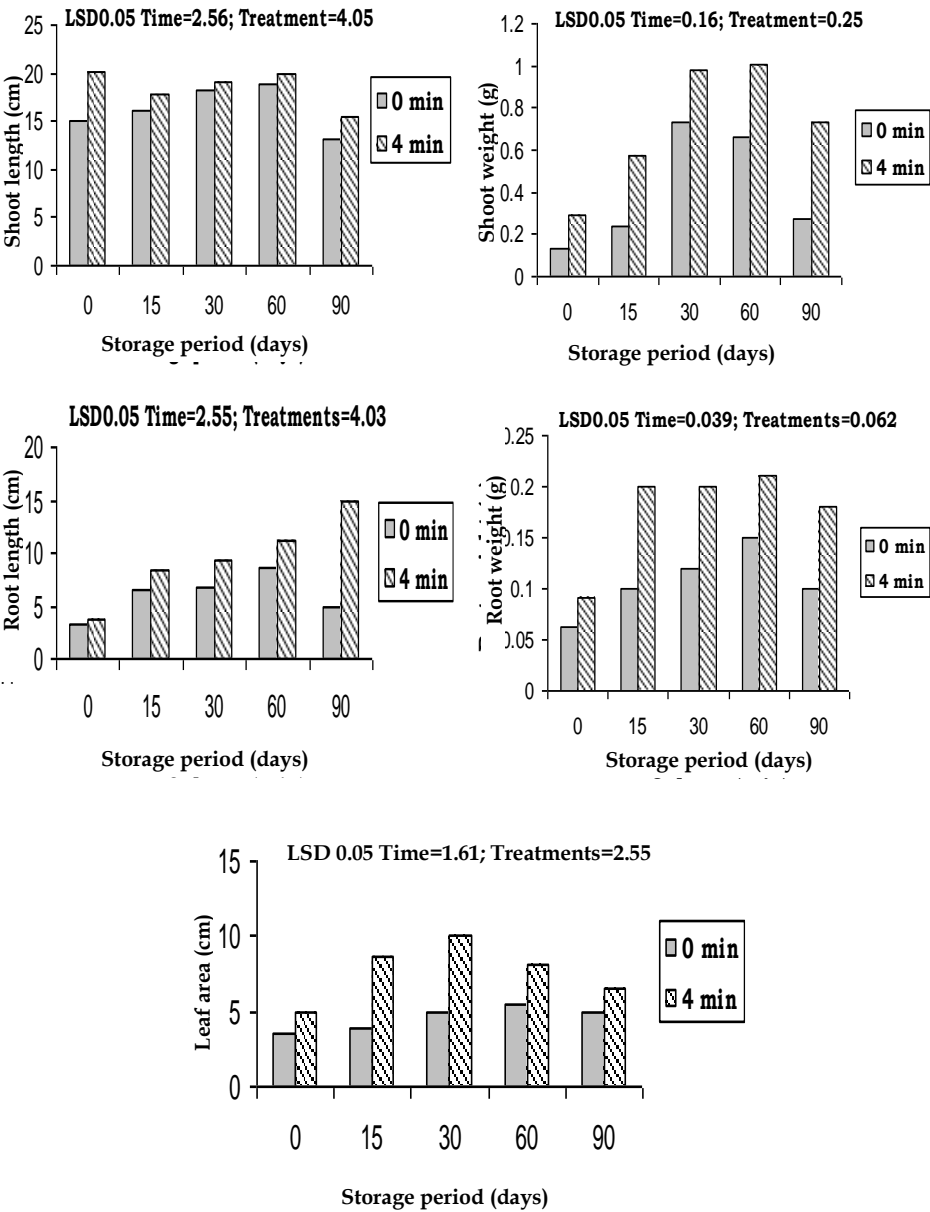 LSD0.05 Time=2.56; Treatment=4.05
25
20
15
10
5
0
Shoot length (cm)
0 min
4 min
0 15 30 60 90
Storage period (days)
LSD0.05 Time=0.16; Treatment=0.25
1.2
1
0.8
0.6
0.4
0.2
0
Shoot weight (g)
0 min
4 min
0 15 30 60 90
Storage period (days)
LSD0.05 Time=2.55; Treatments=4.03
20
15
10
5
0
Root length (cm)
0 min
4 min
0 15 30 60 90
Storage period (days)
LSD0.05 Time=0.039; Treatments=0.062
0.25
0.2
0.15
0.1
0.05
0
Root weight (g)
0 min
4 min
0 15 30 60 90
Storage period (days)
LSD 0.05 Time=1.61; Treatments=2.55
15
10
5
0
Leaf area (cm)
0 min
4 min
0 15 30 60 90
Storage period (days)